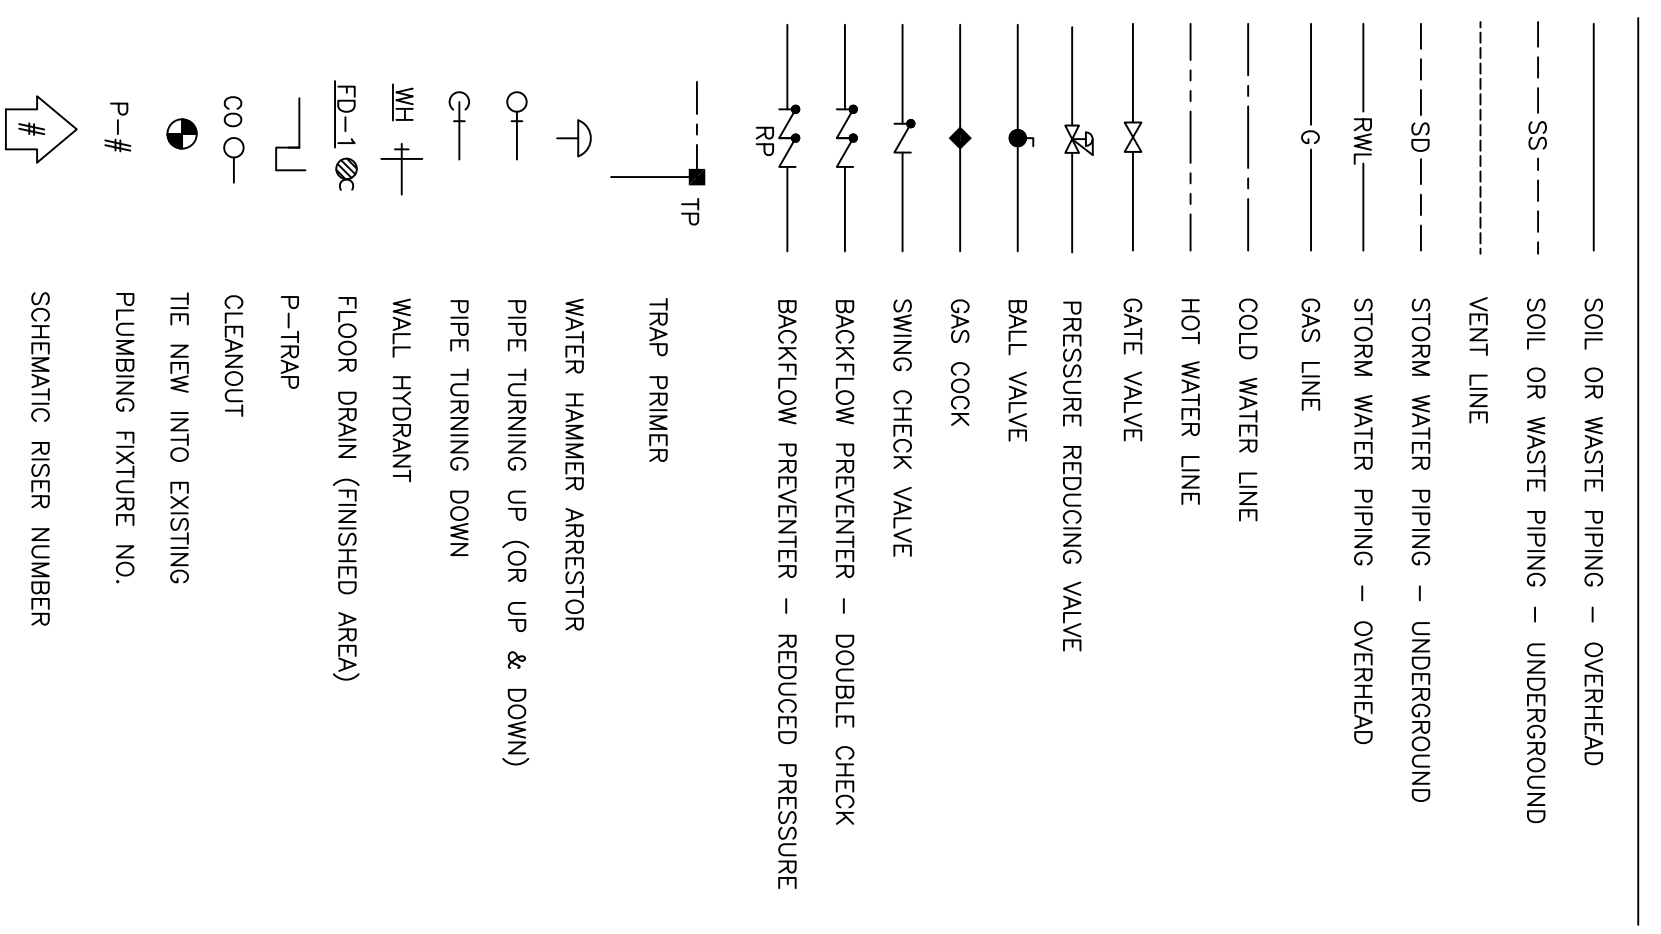 SOIL OR WASTE PIPING – OVERHEAD
SS SOIL OR WASTE PIPING – UNDERGROUND
VENT LINE
SD STORM WATER PIPING – UNDERGROUND
RWL STORM WATER PIPING – OVERHEAD
G GAS LINE
COLD WATER LINE
HOT WATER LINE
GATE VALVE
PRESSURE REDUCING VALVE
BALL VALVE
GAS COCK
SWING CHECK VALVE
BACKFLOW PREVENTER – DOUBLE CHECK
BACKFLOW PREVENTER – REDUCED PRESSURE
RP
TP
TRAP PRIMER
WATER HAMMER ARRESTOR
PIPE TURNING UP (OR UP & DOWN)
PIPE TURNING DOWN
WH WALL HYDRANT
FD–1 C FLOOR DRAIN (FINISHED AREA)
P–TRAP
CO CLEANOUT
TIE NEW INTO EXISTING
P–# PLUMBING FIXTURE NO.
# SCHEMATIC RISER NUMBER